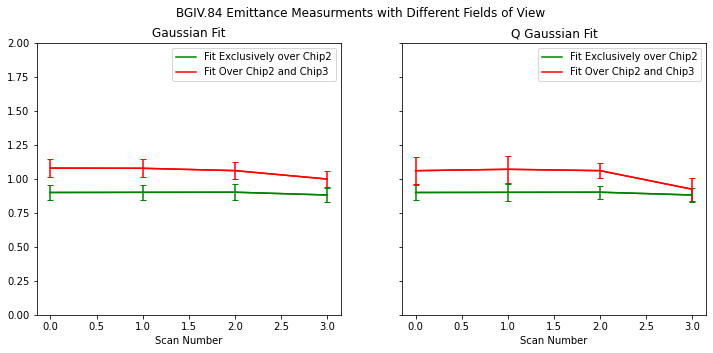 BGIV.84 Emittance Measurments with Different Fields of View
Gaussian Fit
Fit Exclusively over Chip2
Fit Over Chip2 and Chip3
2.00
1.75
1.50
1.25
1.00
0.75
0.50
0.25
0.00
0.0 0.5 1.0 1.5 2.0 2.5 3.0
Scan Number
Q Gaussian Fit
Fit Exclusively over Chip2
Fit Over Chip2 and Chip3
0.0 0.5 1.0 1.5 2.0 2.5 3.0
Scan Number